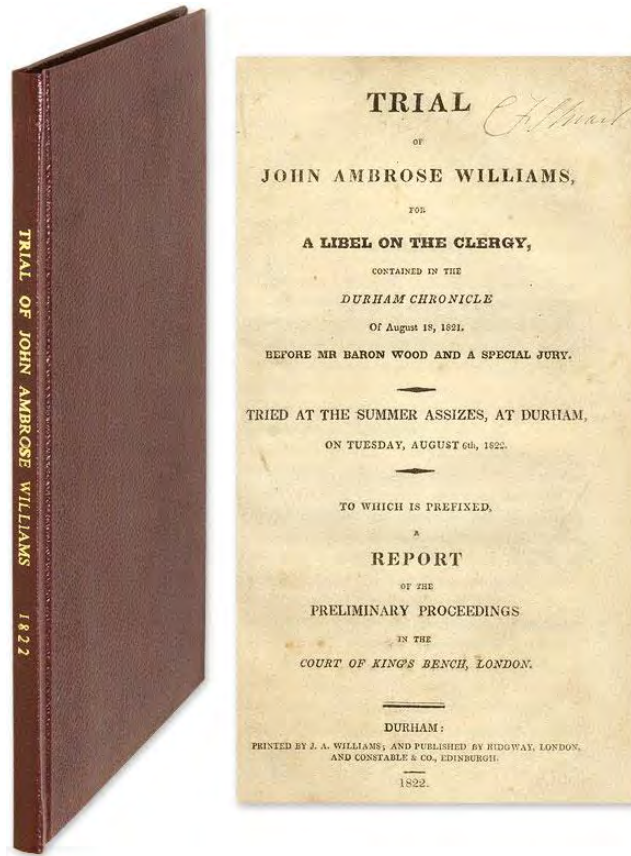 TRIAL OF JOHN AMBROSE WILLIAMS 1822
TRIAL
OF
JOHN AMBROSE WILLIAMS,
FOR
A LIBEL ON THE CLERGY,
CONTAINED IN THE
DURHAM CHRONICLE
Of August 18, 1821.
BEFORE MR BARON WOOD AND A SPECIAL JURY.
TRIED AT THE SUMMER ASSIZES, AT DURHAM,
ON TUESDAY, AUGUST 6th, 1822.
TO WHICH IS PREFIXED,
A
REPORT
OF THE
PRELIMINARY PROCEEDINGS
IN THE
COURT OF KING'S BENCH, LONDON.
DURHAM:
PRINTED BY J. A. WILLIAMS; AND PUBLISHED BY RIDGWAY, LONDON,
AND CONSTABLE & CO., EDINBURGH.
1822.